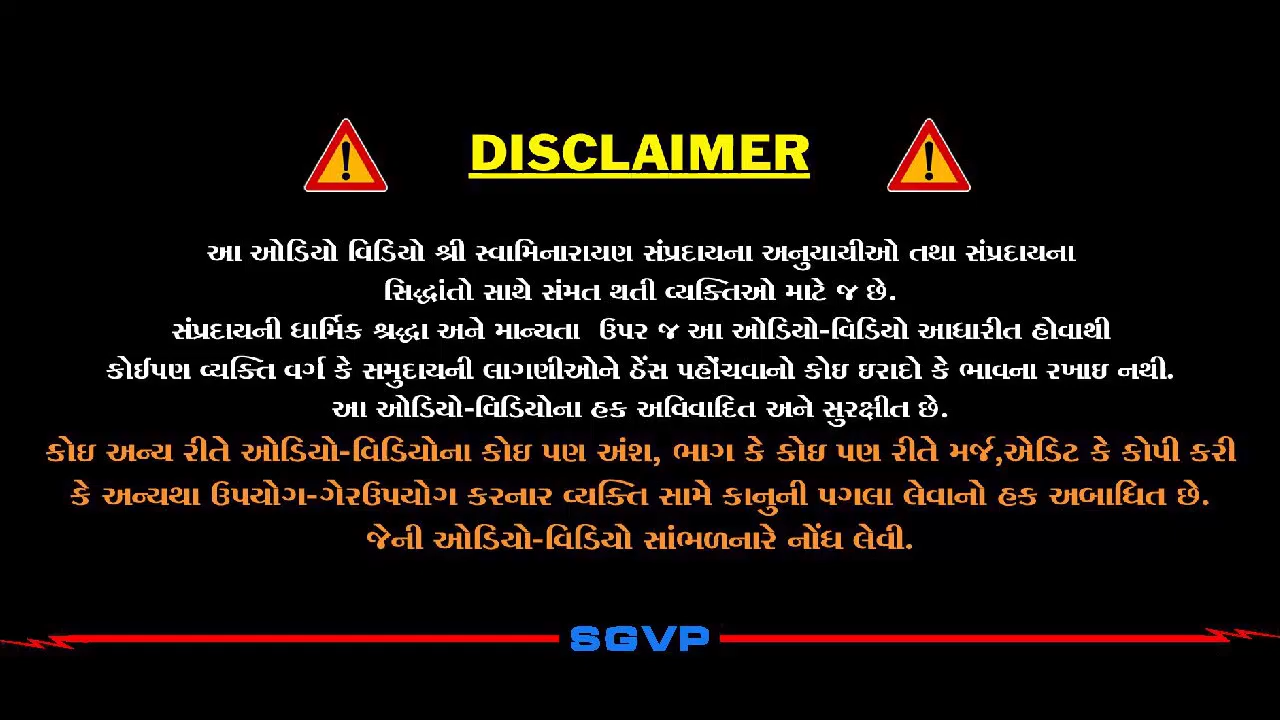 DISCLAIMER
આ ઓડિયો વિડિયો શ્રી સ્વામિનારાયણ સંપ્રદાયના અનુયાયીઓ તથા સંપ્રદાયના
સિદ્ધાંતો સાથે સંમત થતી વ્યક્તિઓ માટે જ છે.
સંપ્રદાયની ધાર્મિક શ્રદ્ધા અને માન્યતા ઉપર જ આ ઓડિયો-વિડિયો આધારીત હોવાથી
કોઈપણ વ્યક્તિ વર્ગ કે સમુદાયની લાગણીઓને ઠેંસ પહોંચવાનો કોઇ ઇરાદો કે ભાવના રખાઇ નથી.
આ ઓડિયો-વિડિયોના હક અવિવાદિત અને સુરક્ષીત છે.
કોઇ અન્ય રીતે ઓડિયો-વિડિયોના કોઇ પણ અંશ, ભાગ કે કોઇ પણ રીતે મર્જ,એડિટ કે કોપી કરી
કે અન્યથા ઉપયોગ-ગેરઉપયોગ કરનાર વ્યક્તિ સામે કાનુની પગલા લેવાનો હક અબાધિત છે.
જેની ઓડિયો-વિડિયો સાંભળનારે નોંધ લેવી.
SGVP